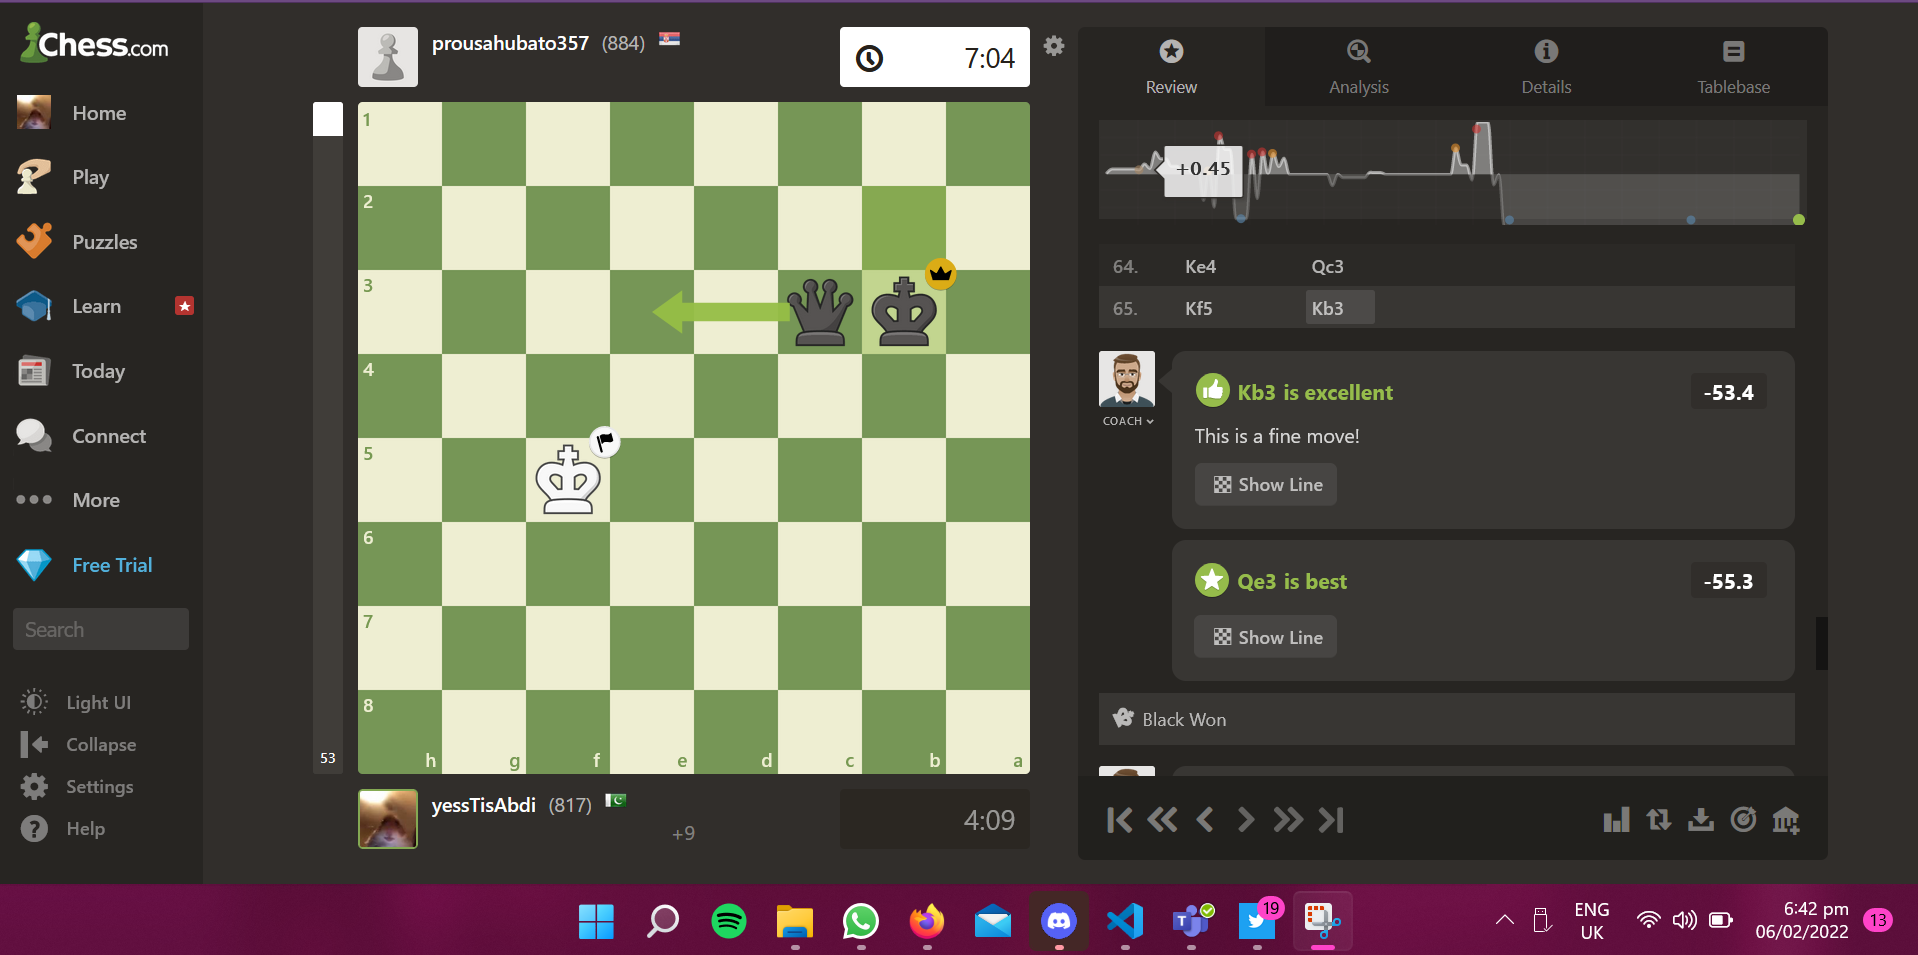 Chess.com
Home
Play
Puzzles
Learn
Today
Connect
More
Free Trial
Search
Light UI
Collapse
Settings
Help
prousahubato357 (884)
7:04
1
2
3
4
5
6
7
8
h g f e d c b a
53
yessTisAbdi (817)
+9
4:09
Review Analysis Details Tablebase
+0.45
64. Ke4 Qc3
65. Kf5 Kb3
COACH
Kb3 is excellent -53.4
This is a fine move!
Show Line
Qe3 is best -55.3
Show Line
Black Won
19
ENG
UK
6:42 pm
06/02/2022
13